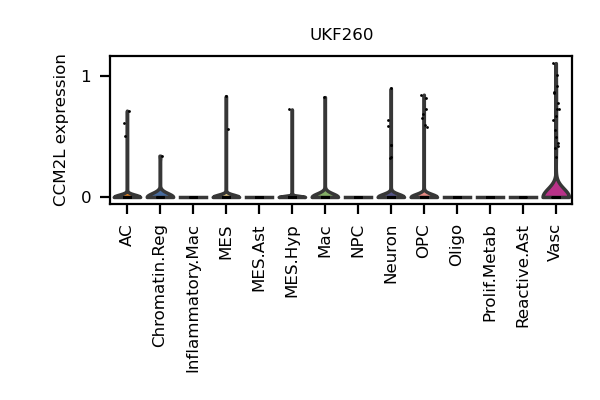 UKF260
CCM2L expression
1
0
AC
Chromatin.Reg
Inflammatory.Mac
MES
MES.Ast
MES.Hyp
Mac
NPC
Neuron
OPC
Oligo
Prolif.Metab
Reactive.Ast
Vasc